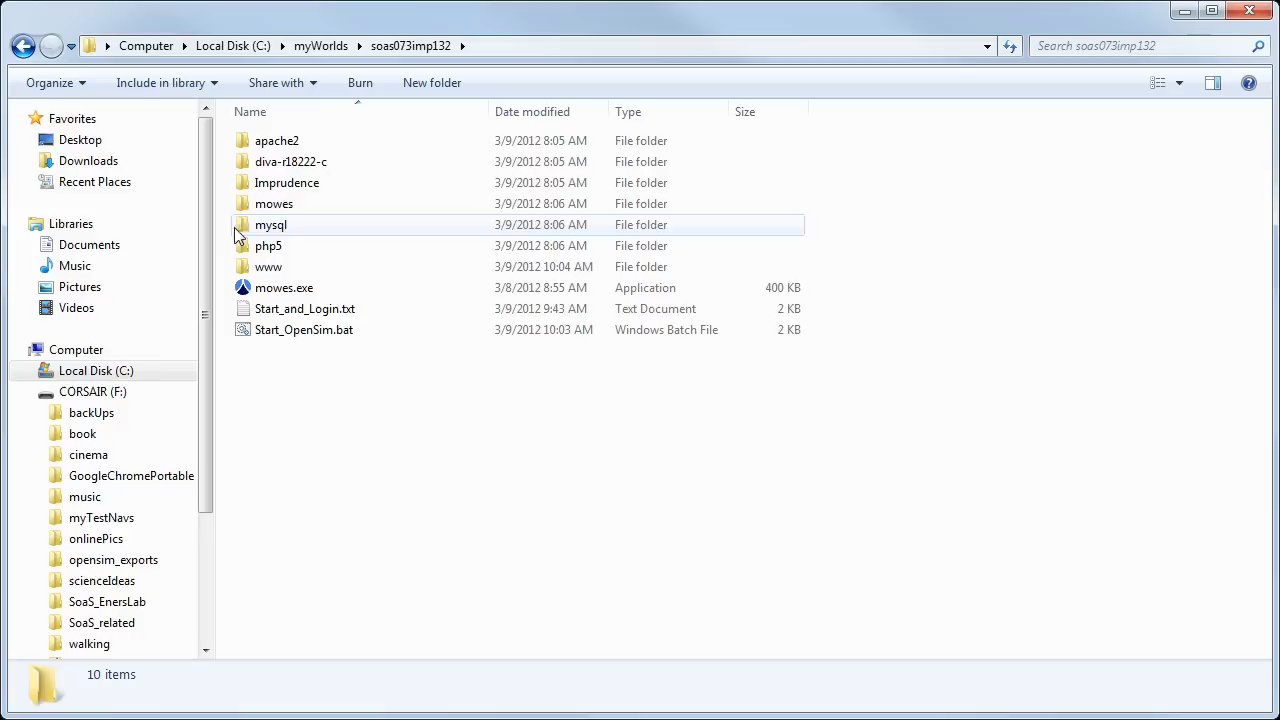 Computer Local Disk (C:) myWorlds soas073imp132 Search soas073imp132
Organize Include in library Share with Burn New folder
Favorites
Desktop
Downloads
Recent Places
Libraries
Documents
Music
Pictures
Videos
Computer
Local Disk (C:)
CORSAIR (F:)
backUps
book
cinema
GoogleChromePortable
music
myTestNavs
onlinePics
opensim_exports
scienceIdeas
SoaS_EnersLab
SoaS_related
walking
Name Date modified Type Size
apache2 3/9/2012 8:05 AM File folder
diva-r18222-c 3/9/2012 8:05 AM File folder
Imprudence 3/9/2012 8:05 AM File folder
mowes 3/9/2012 8:06 AM File folder
mysql 3/9/2012 8:06 AM File folder
php5 3/9/2012 8:06 AM File folder
www 3/9/2012 10:04 AM File folder
mowes.exe 3/8/2012 8:55 AM Application 400 KB
Start_and_Login.txt 3/9/2012 9:43 AM Text Document 2 KB
Start_OpenSim.bat 3/9/2012 10:03 AM Windows Batch File 2 KB
10 items